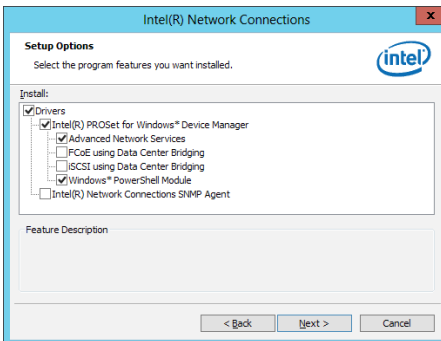 Intel(R) Network Connections
x
Setup Options
Select the program features you want installed.
intel
Install:
Drivers
Intel(R) PROSet for Windows* Device Manager
Advanced Network Services
FCoE using Data Center Bridging
iSCSI using Data Center Bridging
Windows* PowerShell Module
Intel(R) Network Connections SNMP Agent
Feature Description
< Back Next > Cancel